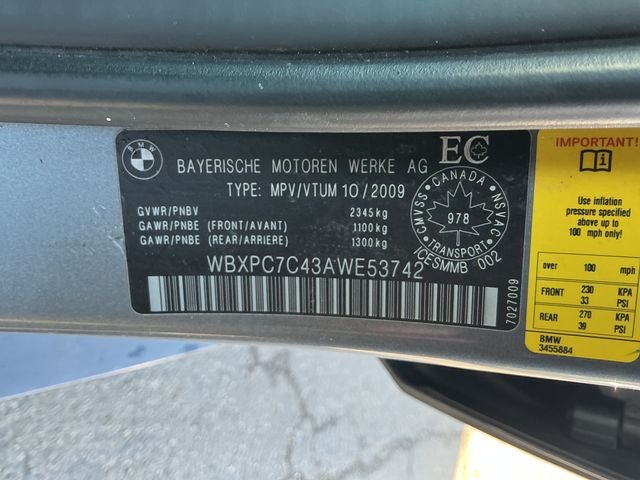 BMW
BAYERISCHE MOTOREN WERKE AG
TYPE: MPV/VTUM 10/2009
GVWR/PNBV 2345 kg
GAWR/PNBE (FRONT/AVANT) 1100 kg
GAWR/PNBE (REAR/ARRIERE) 1300 kg
WBXPC7C43AWE53742
7027009
EC
CANADA
CMVSS
NSVAC
978
TRANSPORT
ICESMMB 002
IMPORTANT!
Use inflation
pressure specified
for up to
100 mph only!
over 100 mph
FRONT 230 KPA
33 PSI
REAR 270 KPA
39 PSI
BMW
3455884